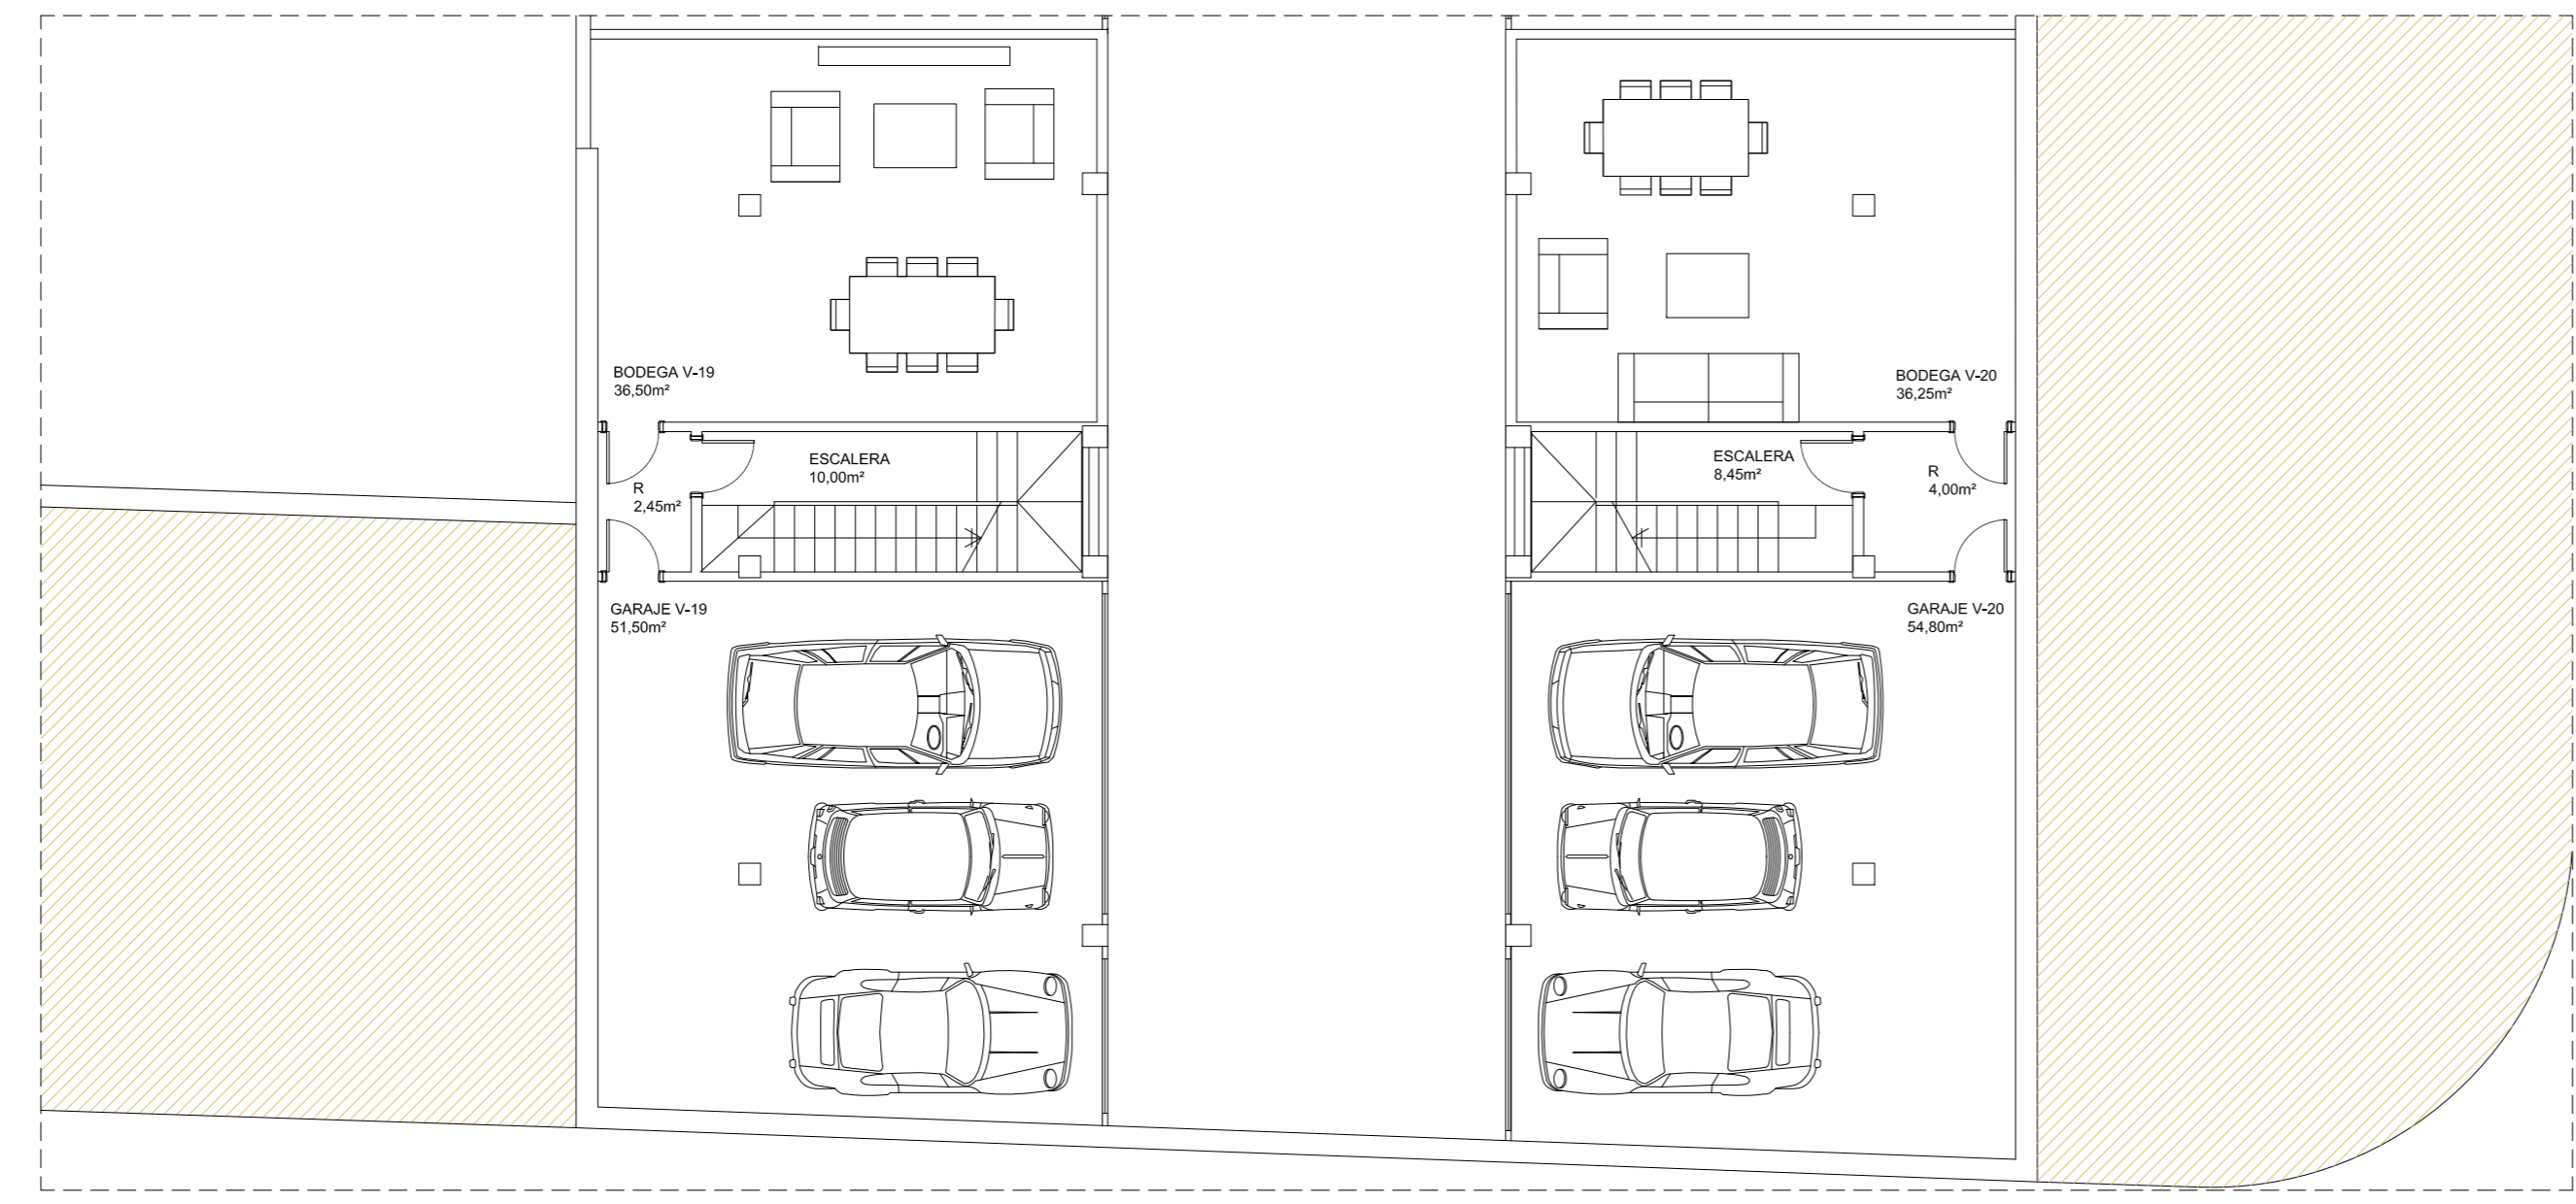 BODEGA V-19
36,50m²
BODEGA V-20
36,25m²
ESCALERA
10,00m²
R
2,45m²
ESCALERA
8,45m²
R
4,00m²
GARAJE V-19
51,50m²
GARAJE V-20
54,80m²